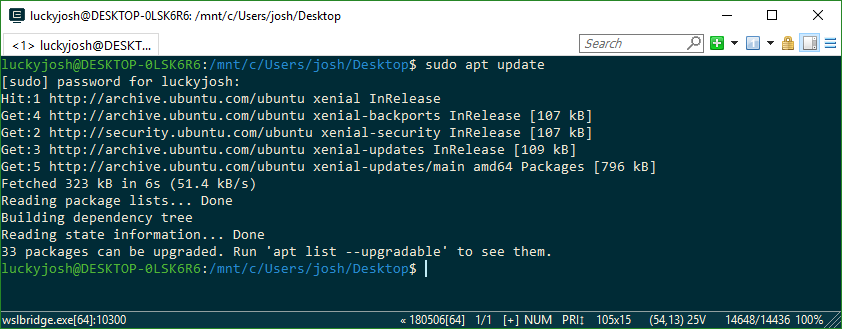 luckyjosh@DESKTOP-0LSK6R6: /mnt/c/Users/josh/Desktop
<1> luckyjosh@DESKT...
Search
luckyjosh@DESKTOP-0LSK6R6:/mnt/c/Users/josh/Desktop$ sudo apt update
[sudo] password for luckyjosh:
Hit:1 http://archive.ubuntu.com/ubuntu xenial InRelease
Get:4 http://archive.ubuntu.com/ubuntu xenial-backports InRelease [107 kB]
Get:2 http://security.ubuntu.com/ubuntu xenial-security InRelease [107 kB]
Get:3 http://archive.ubuntu.com/ubuntu xenial-updates InRelease [109 kB]
Get:5 http://archive.ubuntu.com/ubuntu xenial-updates/main amd64 Packages [796 kB]
Fetched 323 kB in 6s (51.4 kB/s)
Reading package lists... Done
Building dependency tree
Reading state information... Done
33 packages can be upgraded. Run 'apt list --upgradable' to see them.
luckyjosh@DESKTOP-0LSK6R6:/mnt/c/Users/josh/Desktop$
wslbridge.exe[64]:10300 « 180506[64] 1/1 [+] NUM PRI↕ 105x15 (54,13) 25V 14648/14436 100%